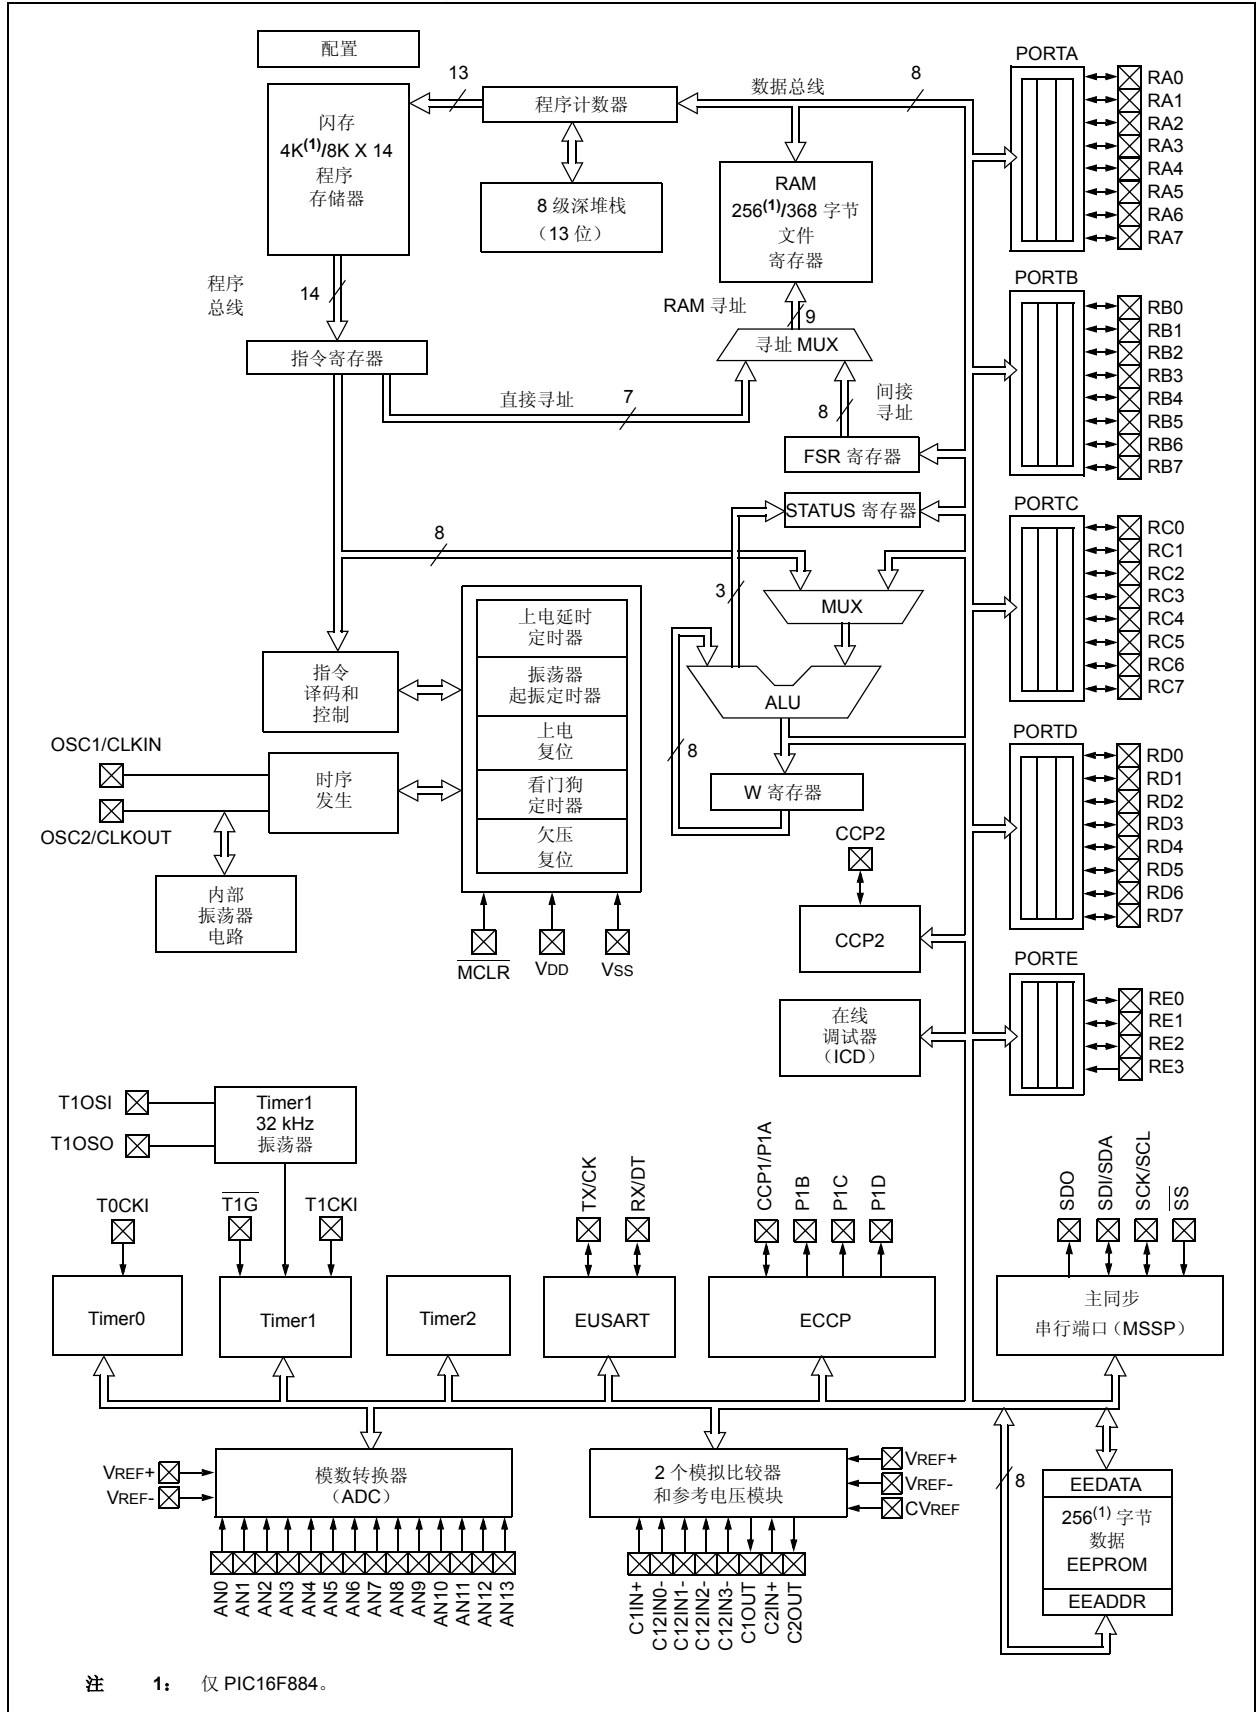 配置
闪存
4K(1)/8K X 14
程序
存储器
13
程序计数器
数据总线
8
8 级深堆栈
（13 位）
RAM
256(1)/368 字节
文件
寄存器
程序
总线
14
RAM 寻址
9
寻址 MUX
指令寄存器
直接寻址
7
8
间接
寻址
FSR 寄存器
STATUS 寄存器
8
3
MUX
ALU
8
W 寄存器
上电延时
定时器
振荡器
起振定时器
上电
复位
看门狗
定时器
欠压
复位
指令
译码和
控制
OSC1/CLKIN
OSC2/CLKOUT
时序
发生
内部
振荡器
电路
MCLR
VDD
VSS
CCP2
CCP2
在线
调试器
（ICD）
PORTA
RA0
RA1
RA2
RA3
RA4
RA5
RA6
RA7
PORTB
RB0
RB1
RB2
RB3
RB4
RB5
RB6
RB7
PORTC
RC0
RC1
RC2
RC3
RC4
RC5
RC6
RC7
PORTD
RD0
RD1
RD2
RD3
RD4
RD5
RD6
RD7
PORTE
RE0
RE1
RE2
RE3
T1OSI
T1OSO
Timer1
32 kHz
振荡器
T0CKI
T1G
T1CKI
TX/CK
RX/DT
CCP1/P1A
P1B
P1C
P1D
SDO
SDI/SDA
SCK/SCL
SS
Timer0
Timer1
Timer2
EUSART
ECCP
主同步
串行端口（MSSP）
VREF+
VREF-
模数转换器
（ADC）
AN0
AN1
AN2
AN3
AN4
AN5
AN6
AN7
AN8
AN9
AN10
AN11
AN12
AN13
2 个模拟比较器
和参考电压模块
VREF+
VREF-
CVREF
C1IN+
C12IN0-
C12IN1-
C12IN2-
C12IN3-
C1OUT
C2IN+
C2OUT
8
EEDATA
256(1) 字节
数据
EEPROM
EEADDR
注 1： 仅 PIC16F884。